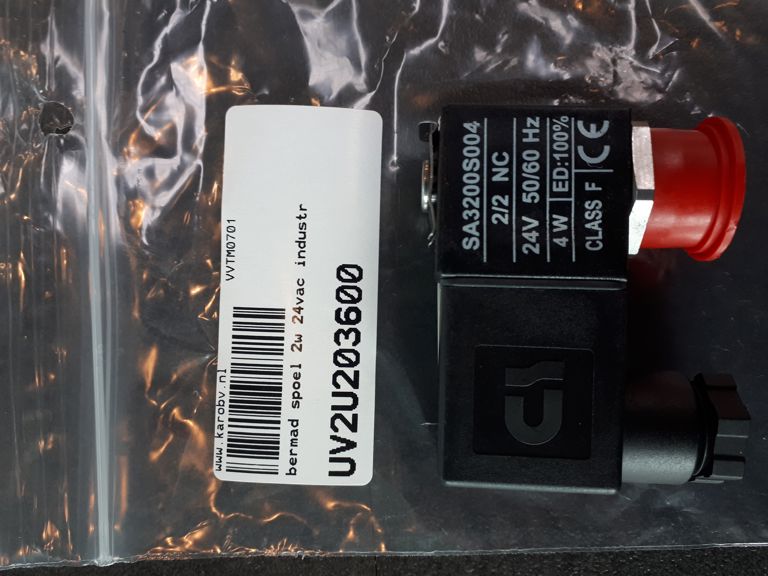 VVTM0701
www.karobv.nl
bermad spoel 2w 24vac industr
UV2U203600
SA3200S004
2/2 NC
24V 50/60 Hz
4 W ED:100%
CLASS F CE